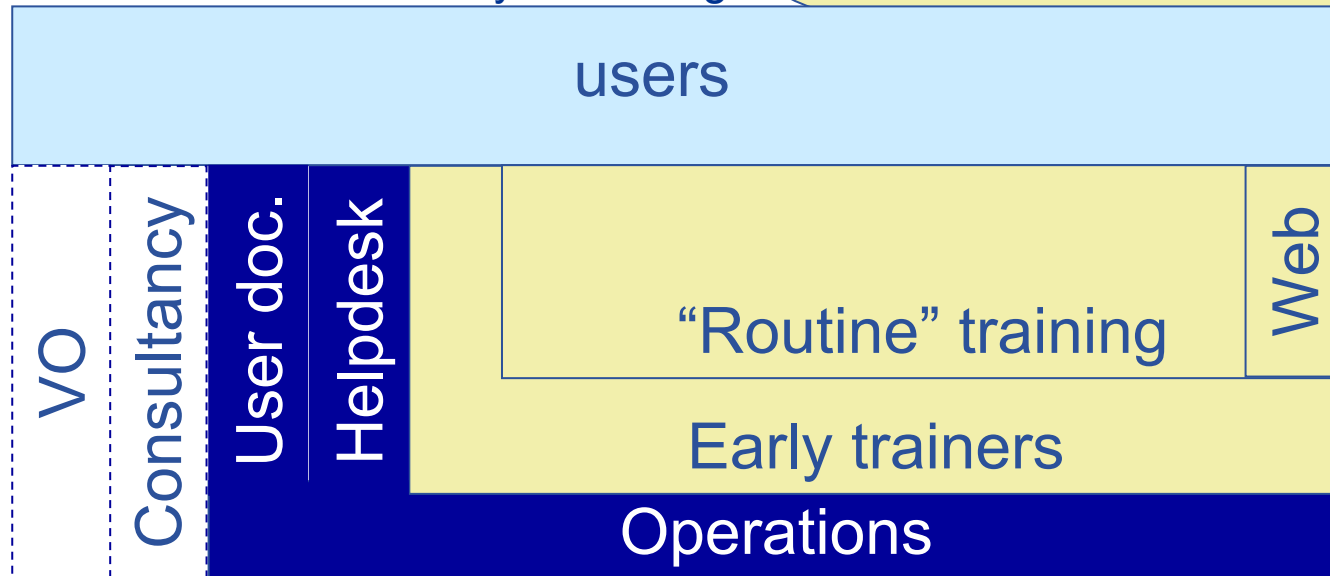 users
VO
Consultancy
User doc.
Helpdesk
“Routine” training
Web
Early trainers
Operations